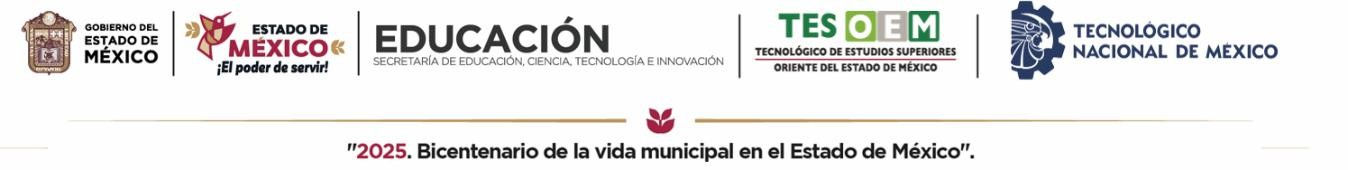 GOBIERNO DEL
ESTADO DE
MÉXICO
ESTADO DE
MÉXICO
¡El poder de servir!
EDUCACIÓN
SECRETARÍA DE EDUCACIÓN, CIENCIA, TECNOLOGÍA E INNOVACIÓN
TES OEM
TECNOLÓGICO DE ESTUDIOS SUPERIORES
ORIENTE DEL ESTADO DE MÉXICO
TECNOLÓGICO
NACIONAL DE MÉXICO
"2025. Bicentenario de la vida municipal en el Estado de México".